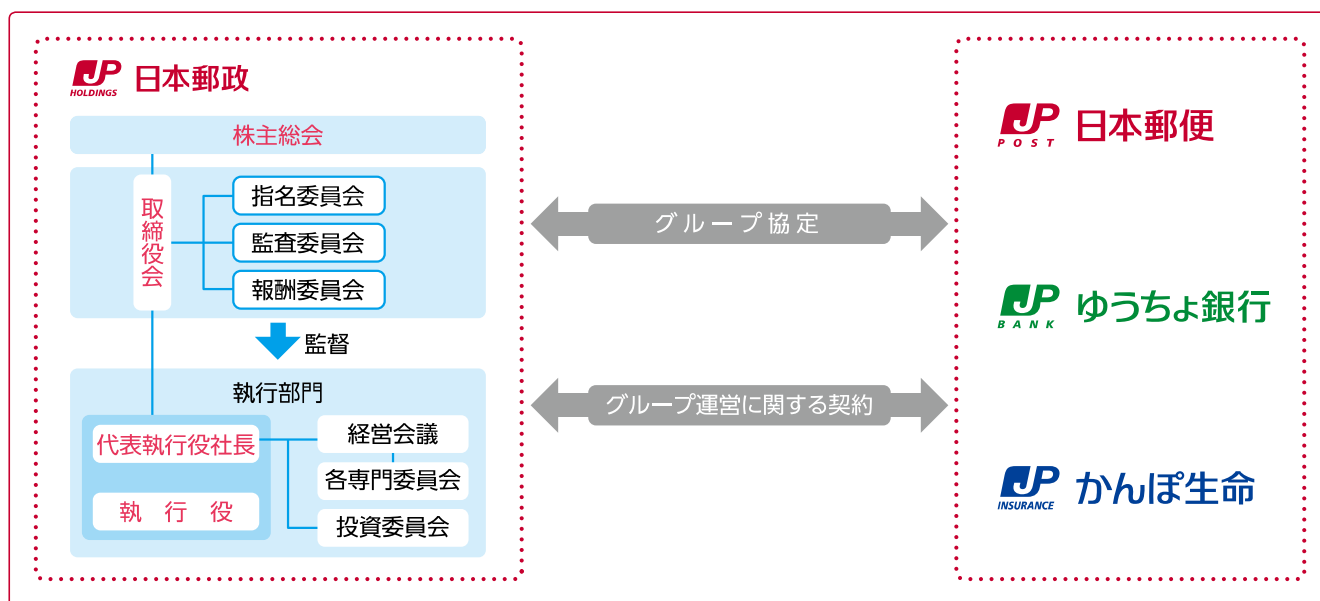 JP
HOLDINGS
日本郵政
株主総会
取締役会
指名委員会
監査委員会
報酬委員会
監督
執行部門
代表執行役社長
執 行 役
経営会議
各専門委員会
投資委員会
グループ協定
グループ運営に関する契約
JP
POST
日本郵便
JP
BANK
ゆうちょ銀行
JP
INSURANCE
かんぽ生命